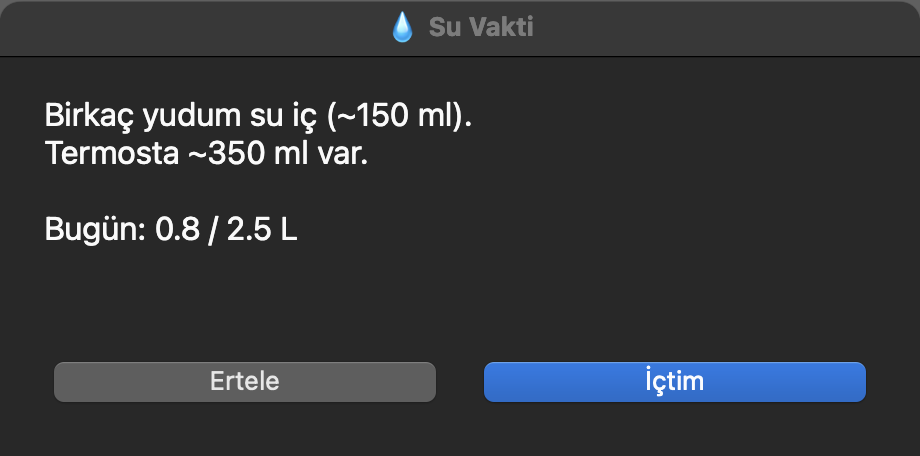 Su Vakti
Birkaç yudum su iç (~150 ml).
Termosta ~350 ml var.
Bugün: 0.8 / 2.5 L
Ertele
İçtim